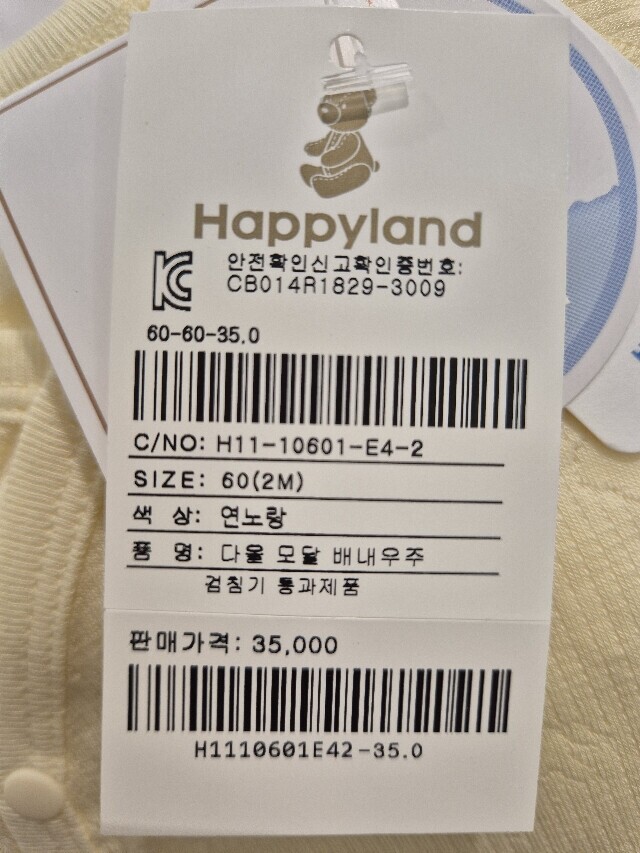 Happyland
안전확인신고확인증번호:
CB014R1829-3009
60-60-35.0
C/NO: H11-10601-E4-2
SIZE: 60(2M)
색 상: 연노랑
품 명: 다울 모달 배내우주
검침기 통과제품
판매가격: 35,000
H1110601E42-35.0